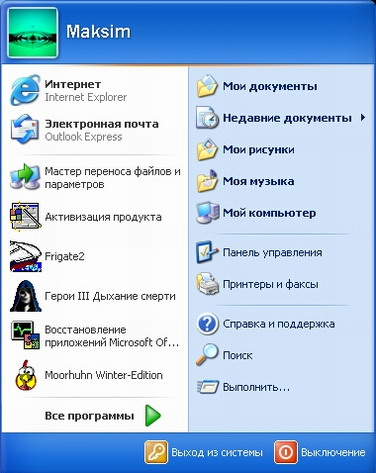 Maksim
Интернет
Internet Explorer
Электронная почта
Outlook Express
Мастер переноса файлов и
параметров
Активизация продукта
Frigate2
Герои III Дыхание смерти
Восстановление
приложений Microsoft Of...
Moorhuhn Winter-Edition
Все программы
Мои документы
Недавние документы
Мои рисунки
Моя музыка
Мой компьютер
Панель управления
Принтеры и факсы
Справка и поддержка
Поиск
Выполнить...
Выход из системы
Выключение